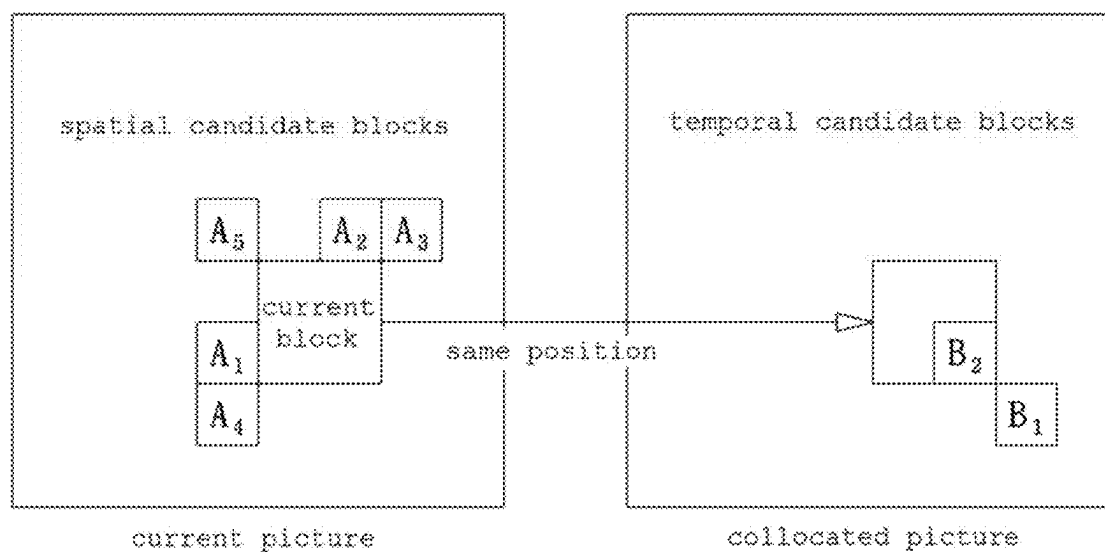 spatial candidate blocks
temporal candidate blocks
A₅ A₂ A₃
current
block
A₁
same position
B₂
A₄
B₁
current picture
collocated picture